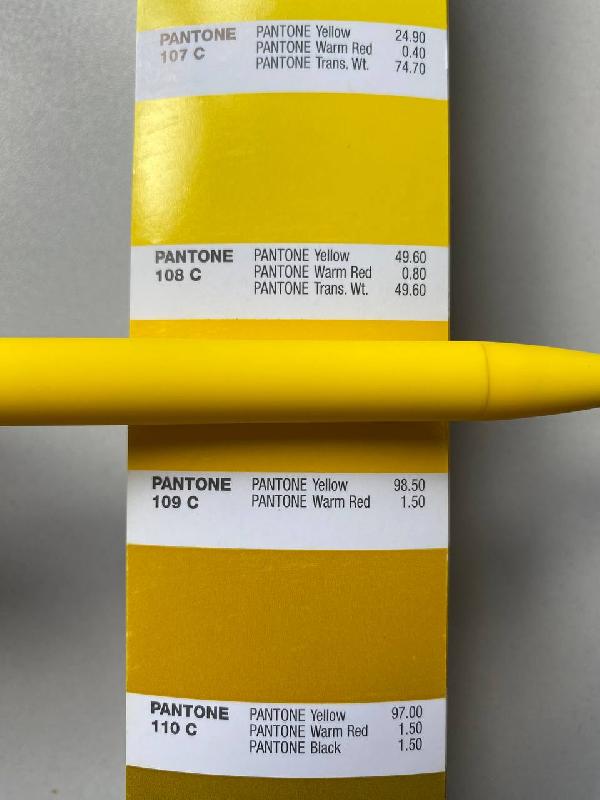 PANTONE 107 C
PANTONE Yellow 24.90
PANTONE Warm Red 0.40
PANTONE Trans. Wt. 74.70
PANTONE 108 C
PANTONE Yellow 49.60
PANTONE Warm Red 0.80
PANTONE Trans. Wt. 49.60
PANTONE 109 C
PANTONE Yellow 98.50
PANTONE Warm Red 1.50
PANTONE 110 C
PANTONE Yellow 97.00
PANTONE Warm Red 1.50
PANTONE Black 1.50